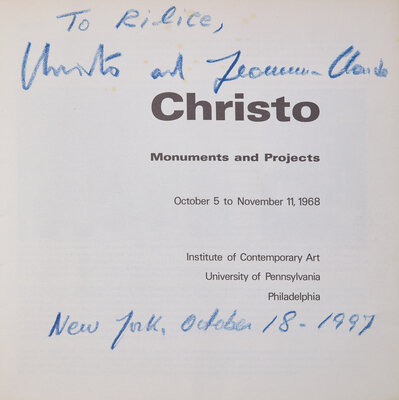 To Rilice,
Christo and Jeanne-Claude
Christo
Monuments and Projects
October 5 to November 11, 1968
Institute of Contemporary Art
University of Pennsylvania
Philadelphia
New York, October 18-1997